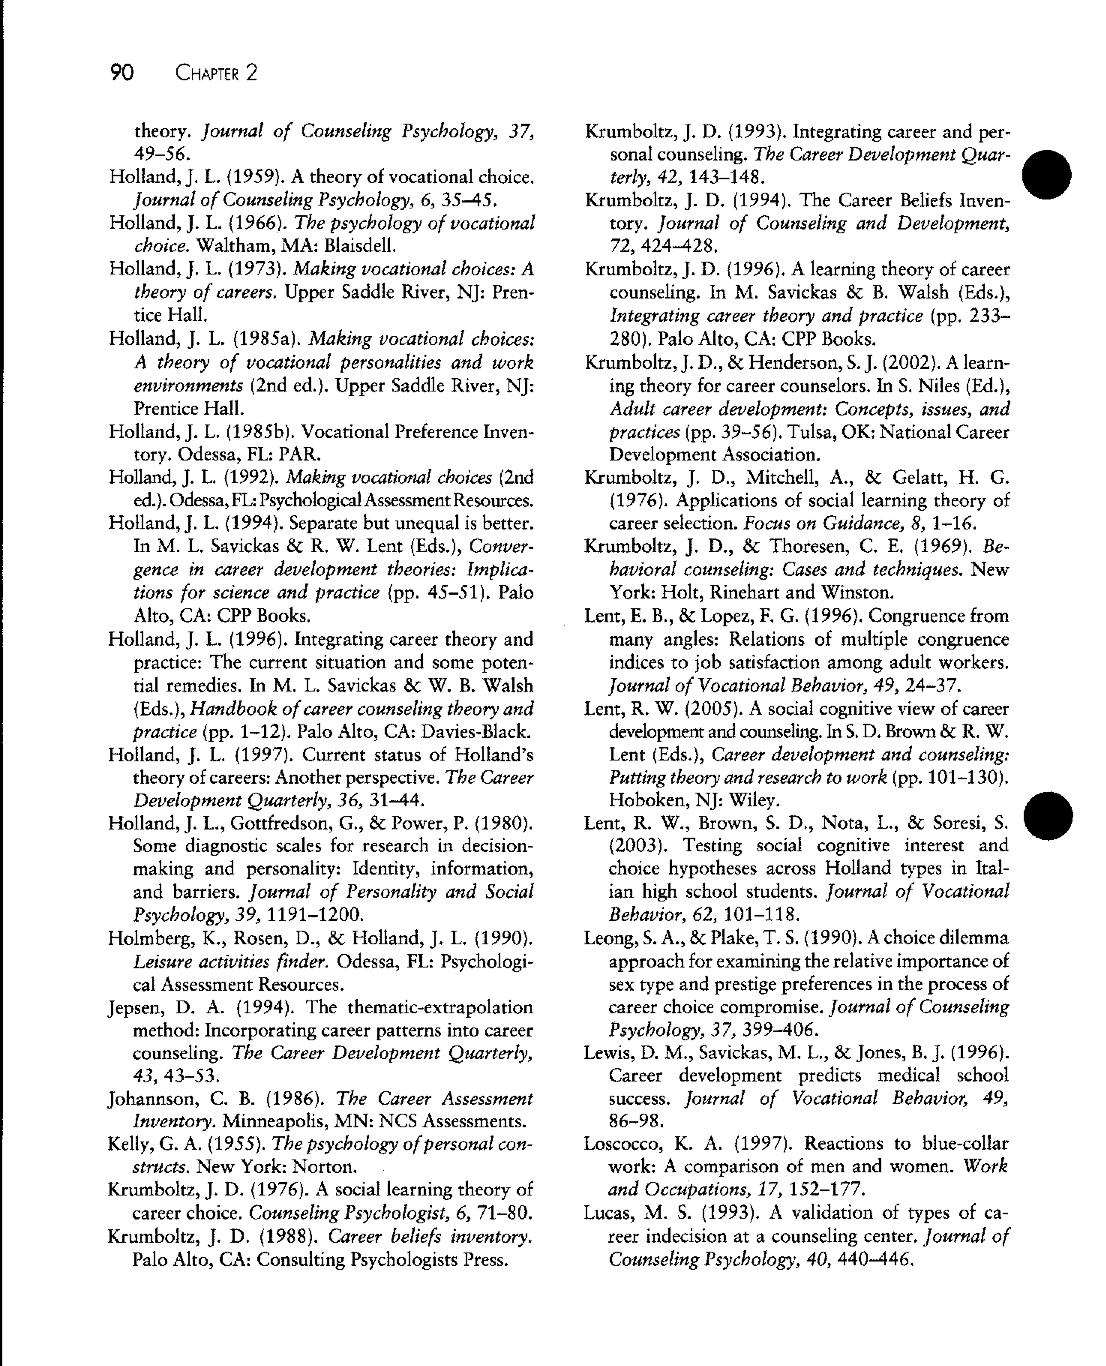 90 CHAPTER 2
theory. Journal of Counseling Psychology, 37,
49–56.
Holland, J. L. (1959). A theory of vocational choice.
Journal of Counseling Psychology, 6, 35–45.
Holland, J. L. (1966). The psychology of vocational
choice. Waltham, MA: Blaisdell.
Holland, J. L. (1973). Making vocational choices: A
theory of careers. Upper Saddle River, NJ: Pren-
tice Hall.
Holland, J. L. (1985a). Making vocational choices:
A theory of vocational personalities and work
environments (2nd ed.). Upper Saddle River, NJ:
Prentice Hall.
Holland, J. L. (1985b). Vocational Preference Inven-
tory. Odessa, FL: PAR.
Holland, J. L. (1992). Making vocational choices (2nd
ed.). Odessa, FL: Psychological Assessment Resources.
Holland, J. L. (1994). Separate but unequal is better.
In M. L. Savickas & R. W. Lent (Eds.), Conver-
gence in career development theories: Implica-
tions for science and practice (pp. 45–51). Palo
Alto, CA: CPP Books.
Holland, J. L. (1996). Integrating career theory and
practice: The current situation and some poten-
tial remedies. In M. L. Savickas & W. B. Walsh
(Eds.), Handbook of career counseling theory and
practice (pp. 1–12). Palo Alto, CA: Davies-Black.
Holland, J. L. (1997). Current status of Holland's
theory of careers: Another perspective. The Career
Development Quarterly, 36, 31–44.
Holland, J. L., Gottfredson, G., & Power, P. (1980).
Some diagnostic scales for research in decision-
making and personality: Identity, information,
and barriers. Journal of Personality and Social
Psychology, 39, 1191–1200.
Holmberg, K., Rosen, D., & Holland, J. L. (1990).
Leisure activities finder. Odessa, FL: Psychologi-
cal Assessment Resources.
Jepsen, D. A. (1994). The thematic-extrapolation
method: Incorporating career patterns into career
counseling. The Career Development Quarterly,
43, 43–53.
Johannson, C. B. (1986). The Career Assessment
Inventory. Minneapolis, MN: NCS Assessments.
Kelly, G. A. (1955). The psychology of personal con-
structs. New York: Norton.
Krumboltz, J. D. (1976). A social learning theory of
career choice. Counseling Psychologist, 6, 71–80.
Krumboltz, J. D. (1988). Career beliefs inventory.
Palo Alto, CA: Consulting Psychologists Press.
Krumboltz, J. D. (1993). Integrating career and per-
sonal counseling. The Career Development Quar-
terly, 42, 143–148.
Krumboltz, J. D. (1994). The Career Beliefs Inven-
tory. Journal of Counseling and Development,
72, 424–428.
Krumboltz, J. D. (1996). A learning theory of career
counseling. In M. Savickas & B. Walsh (Eds.),
Integrating career theory and practice (pp. 233–
280). Palo Alto, CA: CPP Books.
Krumboltz, J. D., & Henderson, S. J. (2002). A learn-
ing theory for career counselors. In S. Niles (Ed.),
Adult career development: Concepts, issues, and
practices (pp. 39–56). Tulsa, OK: National Career
Development Association.
Krumboltz, J. D., Mitchell, A., & Gelatt, H. G.
(1976). Applications of social learning theory of
career selection. Focus on Guidance, 8, 1–16.
Krumboltz, J. D., & Thoresen, C. E. (1969). Be-
havioral counseling: Cases and techniques. New
York: Holt, Rinehart and Winston.
Lent, E. B., & Lopez, F. G. (1996). Congruence from
many angles: Relations of multiple congruence
indices to job satisfaction among adult workers.
Journal of Vocational Behavior, 49, 24–37.
Lent, R. W. (2005). A social cognitive view of career
development and counseling. In S. D. Brown & R. W.
Lent (Eds.), Career development and counseling:
Putting theory and research to work (pp. 101–130).
Hoboken, NJ: Wiley.
Lent, R. W., Brown, S. D., Nota, L., & Soresi, S.
(2003). Testing social cognitive interest and
choice hypotheses across Holland types in Ital-
ian high school students. Journal of Vocational
Behavior, 62, 101–118.
Leong, S. A., & Plake, T. S. (1990). A choice dilemma
approach for examining the relative importance of
sex type and prestige preferences in the process of
career choice compromise. Journal of Counseling
Psychology, 37, 399–406.
Lewis, D. M., Savickas, M. L., & Jones, B. J. (1996).
Career development predicts medical school
success. Journal of Vocational Behavior, 49,
86–98.
Loscocco, K. A. (1997). Reactions to blue-collar
work: A comparison of men and women. Work
and Occupations, 17, 152–177.
Lucas, M. S. (1993). A validation of types of ca-
reer indecision at a counseling center. Journal of
Counseling Psychology, 40, 440–446.